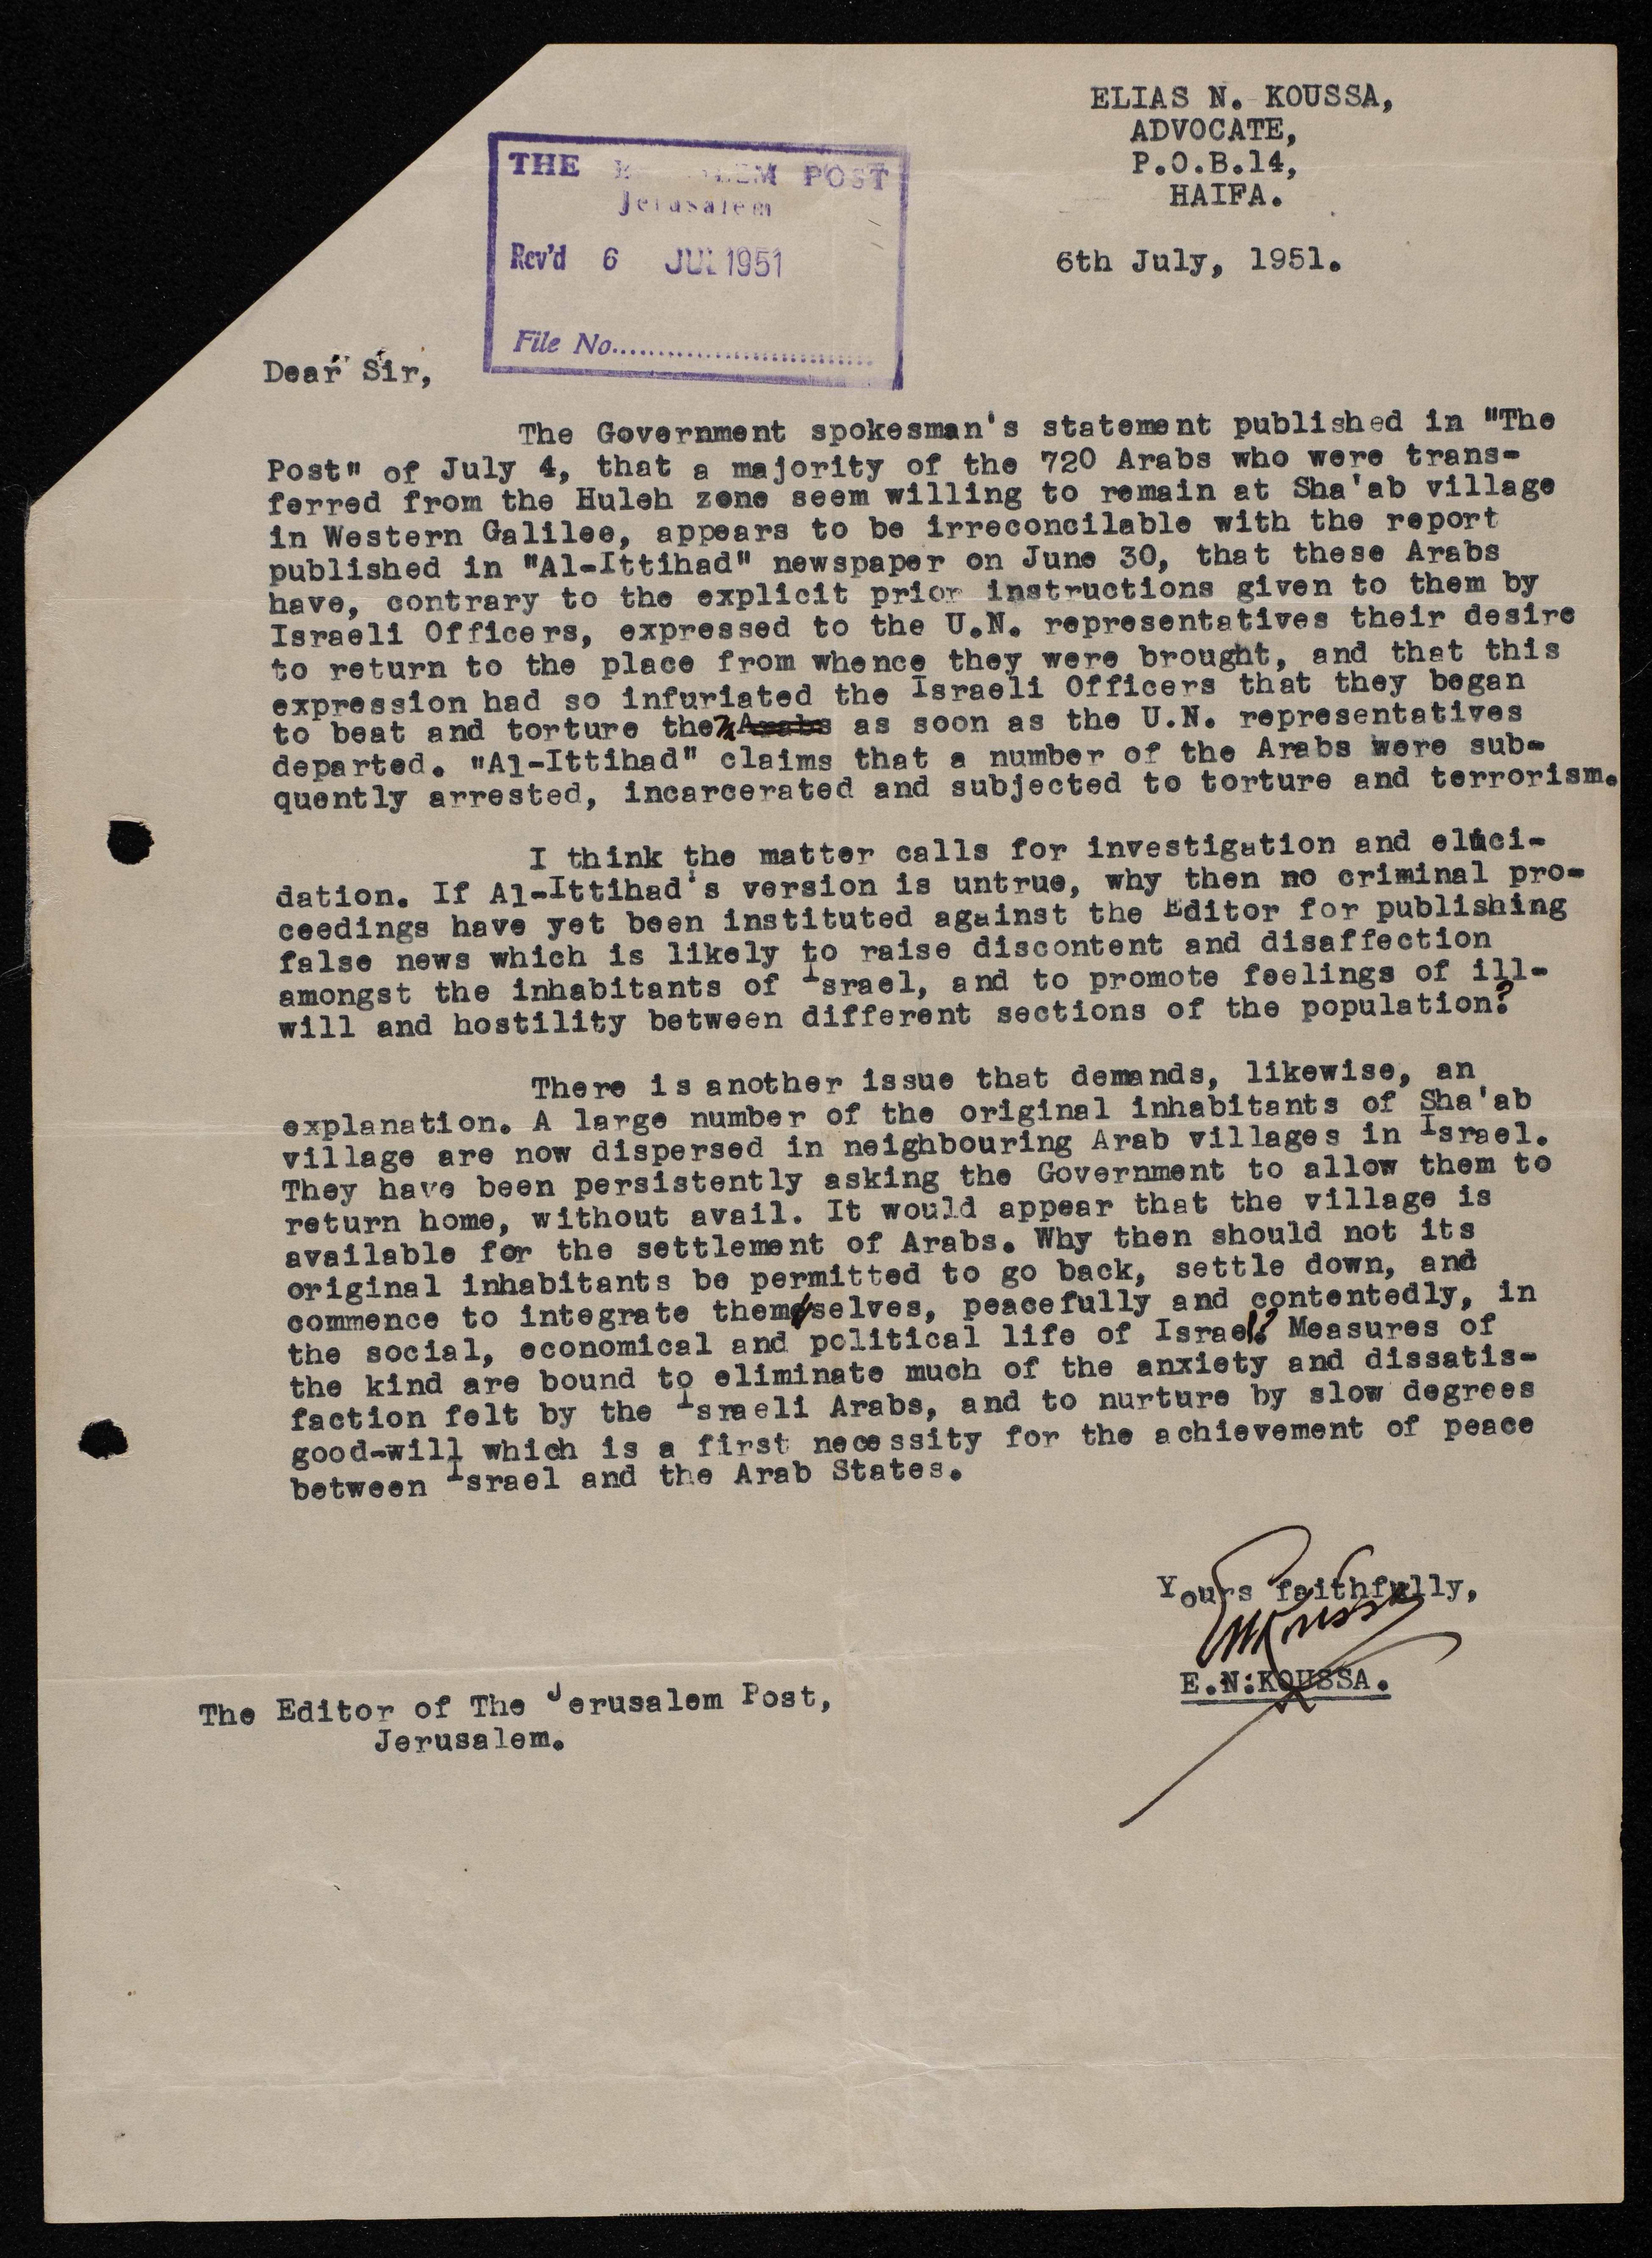 ELIAS N. KOUSSA,
ADVOCATE,
P.O.B.14,
HAIFA.
6th July, 1951.
THE POST
Jerusalem
Rev'd 6 JUL 1951
File No..............................
Dear Sir,
The Government spokesman's statement published in "The
Post" of July 4, that a majority of the 720 Arabs who were trans-
ferred from the Huleh zone seem willing to remain at Sha'ab village
in Western Galilee, appears to be irreconcilable with the report
published in "Al-Ittihad" newspaper on June 30, that these Arabs
have, contrary to the explicit prior instructions given to them by
Israeli Officers, expressed to the U.N. representatives their desire
to return to the place from whence they were brought, and that this
expression had so infuriated the Israeli Officers that they began
to beat and torture the Arabs as soon as the U.N. representatives
departed. "Al-Ittihad" claims that a number of the Arabs were sub-
quently arrested, incarcerated and subjected to torture and terrorism.
I think the matter calls for investigation and eluci-
dation. If Al-Ittihad's version is untrue, why then no criminal pro-
ceedings have yet been instituted against the Editor for publishing
false news which is likely to raise discontent and disaffection
amongst the inhabitants of Israel, and to promote feelings of ill-
will and hostility between different sections of the population?
There is another issue that demands, likewise, an
explanation. A large number of the original inhabitants of Sha'ab
village are now dispersed in neighbouring Arab villages in Israel.
They have been persistently asking the Government to allow them to
return home, without avail. It would appear that the village is
available for the settlement of Arabs. Why then should not its
original inhabitants be permitted to go back, settle down, and
commence to integrate themselves, peacefully and contentedly, in
the social, economical and political life of Israel? Measures of
the kind are bound to eliminate much of the anxiety and dissatis-
faction felt by the Israeli Arabs, and to nurture by slow degrees
good-will which is a first necessity for the achievement of peace
between Israel and the Arab States.
Yours faithfully,
ENKoussa
E.N:KOUSSA.
The Editor of The Jerusalem Post,
Jerusalem.